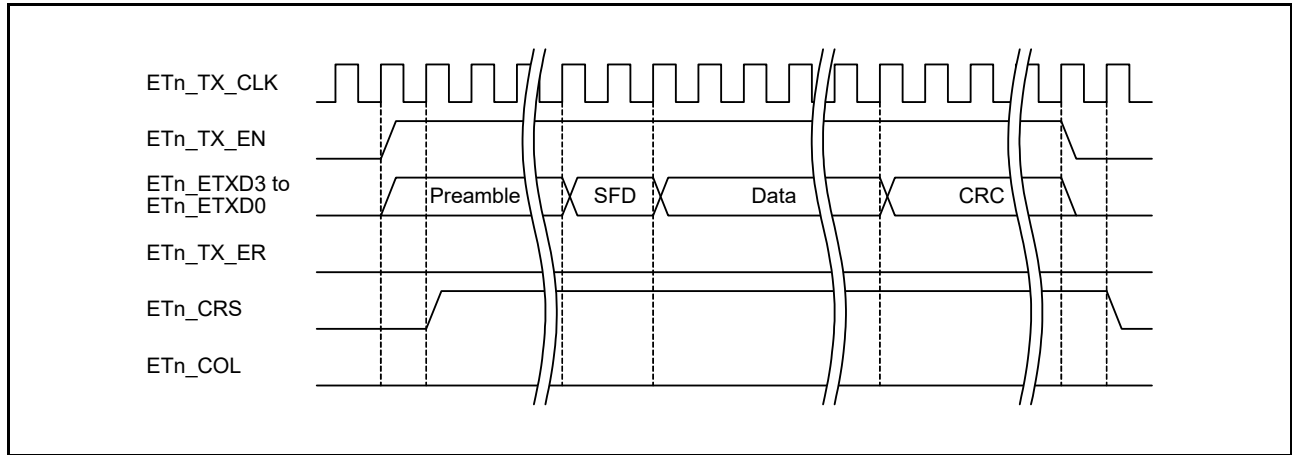 ETn_TX_CLK
ETn_TX_EN
ETn_ETXD3 to
ETn_ETXD0
Preamble SFD Data CRC
ETn_TX_ER
ETn_CRS
ETn_COL